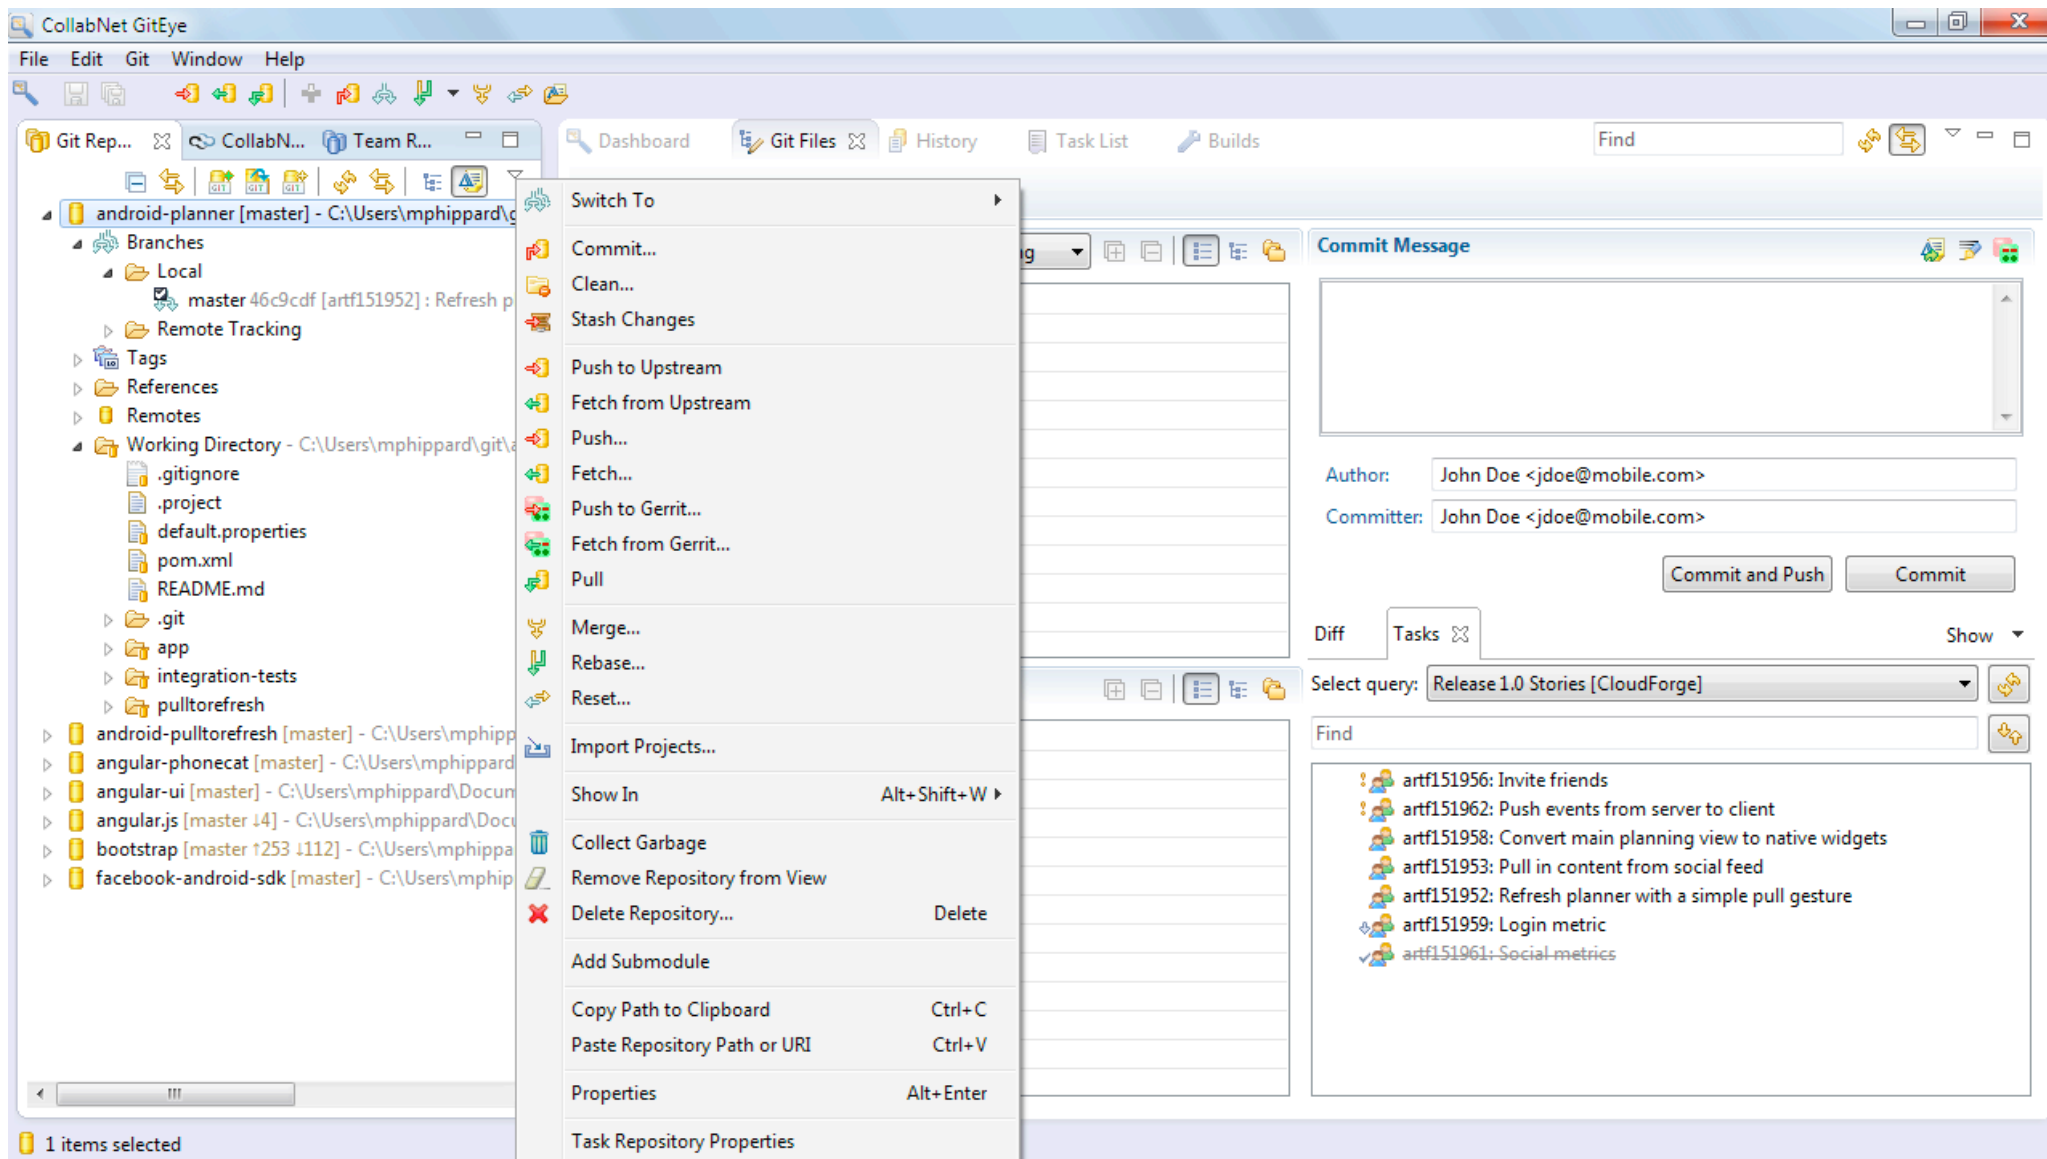 CollabNet GitEye
File Edit Git Window Help
Git Rep... CollabN... Team R...
Dashboard Git Files History Task List Builds Find
android-planner [master] - C:\Users\mphippard\g
Branches
Local
master 46c9cdf [artf151952] : Refresh p
Remote Tracking
Tags
References
Remotes
Working Directory - C:\Users\mphippard\git\a
.gitignore
.project
default.properties
pom.xml
README.md
.git
app
integration-tests
pulltorefresh
android-pulltorefresh [master] - C:\Users\mphipp
angular-phonecat [master] - C:\Users\mphippard
angular-ui [master] - C:\Users\mphippard\Docum
angular.js [master ↓4] - C:\Users\mphippard\Docu
bootstrap [master ↑253 ↓112] - C:\Users\mphippa
facebook-android-sdk [master] - C:\Users\mphip
1 items selected
Switch To
Commit...
Clean...
Stash Changes
Push to Upstream
Fetch from Upstream
Push...
Fetch...
Push to Gerrit...
Fetch from Gerrit...
Pull
Merge...
Rebase...
Reset...
Import Projects...
Show In Alt+Shift+W
Collect Garbage
Remove Repository from View
Delete Repository... Delete
Add Submodule
Copy Path to Clipboard Ctrl+C
Paste Repository Path or URI Ctrl+V
Properties Alt+Enter
Task Repository Properties
Commit Message
Author: John Doe <jdoe@mobile.com>
Committer: John Doe <jdoe@mobile.com>
Commit and Push Commit
Diff Tasks Show
Select query: Release 1.0 Stories [CloudForge]
Find
artf151956: Invite friends
artf151962: Push events from server to client
artf151958: Convert main planning view to native widgets
artf151953: Pull in content from social feed
artf151952: Refresh planner with a simple pull gesture
artf151959: Login metric
artf151961: Social metrics